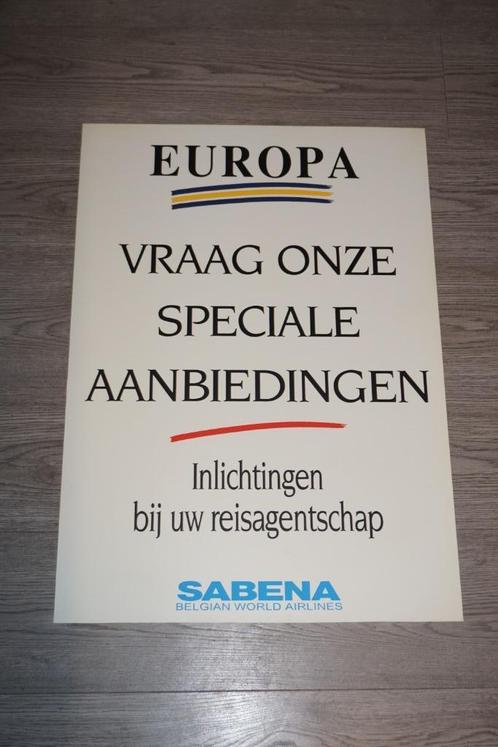 EUROPA
VRAAG ONZE
SPECIALE
AANBIEDINGEN
Inlichtingen
bij uw reisagentschap
SABENA
BELGIAN WORLD AIRLINES